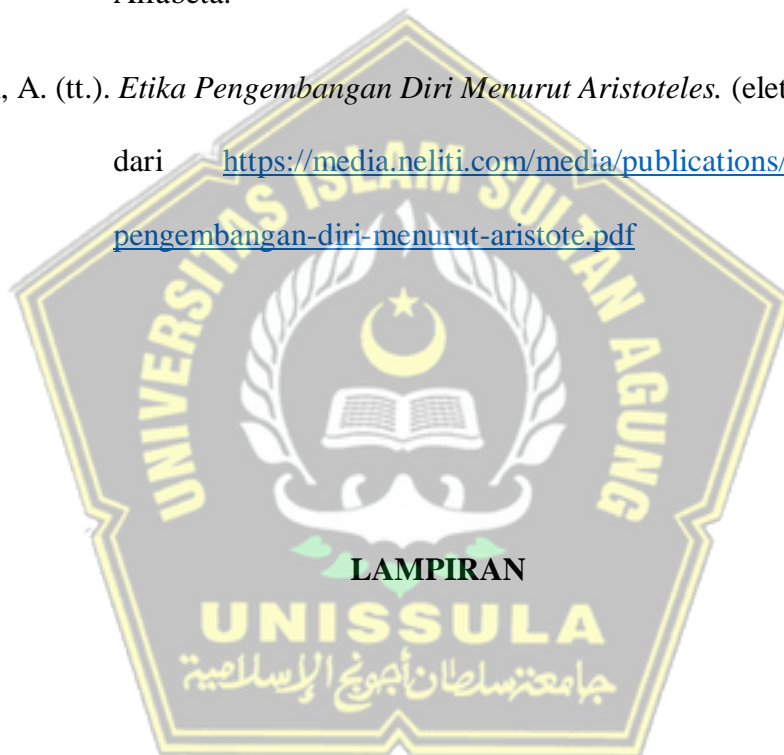 Alfabeta.
, A. (tt.). Etika Pengembangan Diri Menurut Aristoteles. (elet
dari https://media.neliti.com/media/publications/
pengembangan-diri-menurut-aristote.pdf
UNIVERSITAS ISLAM SULTAN AGUNG
LAMPIRAN
UNISSULA
جامعنسلطان أجونج الإسلامية